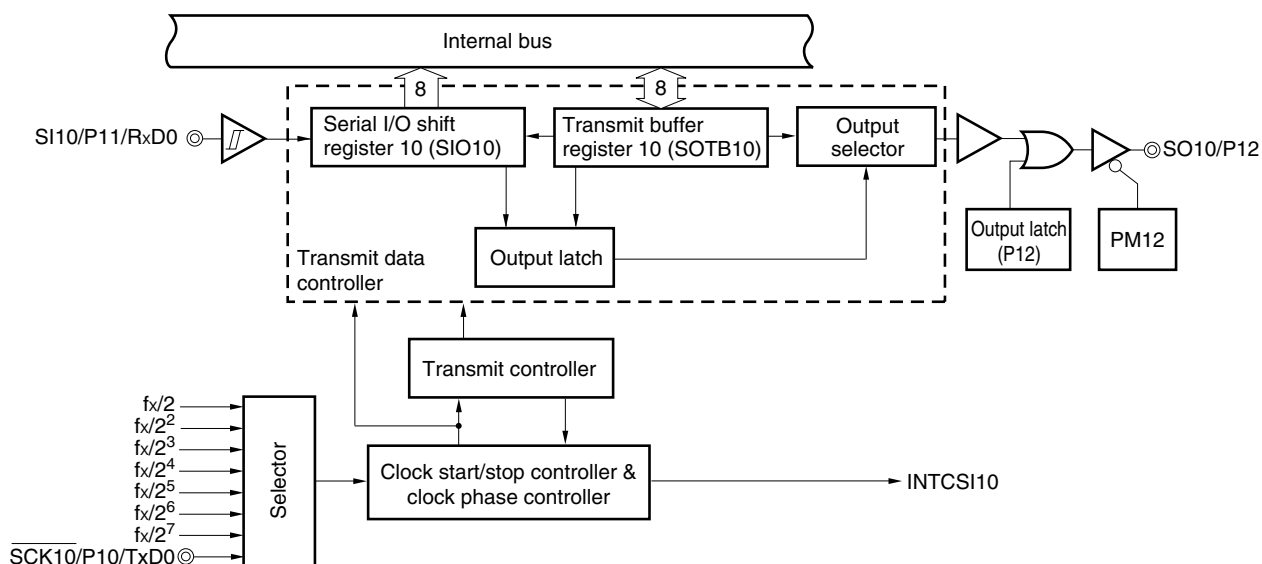 Internal bus
8
8
SI10/P11/RxD0
Serial I/O shift
register 10 (SIO10)
Transmit buffer
register 10 (SOTB10)
Output
selector
SO10/P12
Output latch
(P12)
PM12
Output latch
Transmit data
controller
Transmit controller
fx/2
fx/2²
fx/2³
fx/2⁴
fx/2⁵
fx/2⁶
fx/2⁷
S̅C̅K̅1̅0̅/P10/TxD0
Selector
Clock start/stop controller &
clock phase controller
INTCSI10